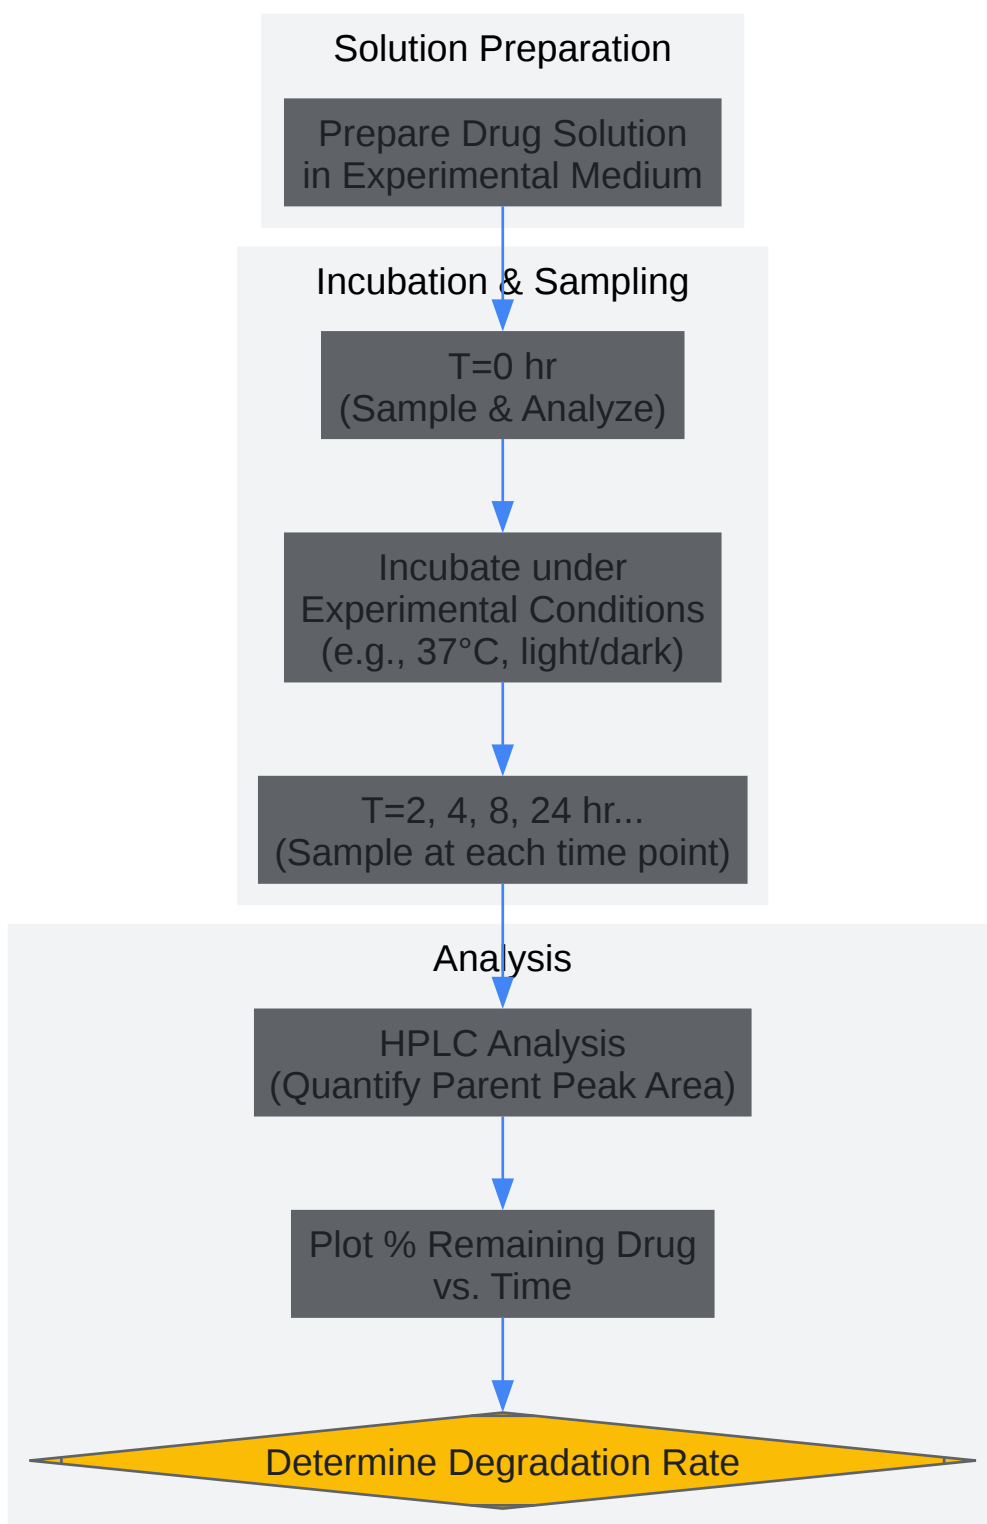 Solution Preparation
Prepare Drug Solution
in Experimental Medium
Incubation & Sampling
T=0 hr
(Sample & Analyze)
Incubate under
Experimental Conditions
(e.g., 37°C, light/dark)
T=2, 4, 8, 24 hr...
(Sample at each time point)
Analysis
HPLC Analysis
(Quantify Parent Peak Area)
Plot % Remaining Drug
vs. Time
Determine Degradation Rate